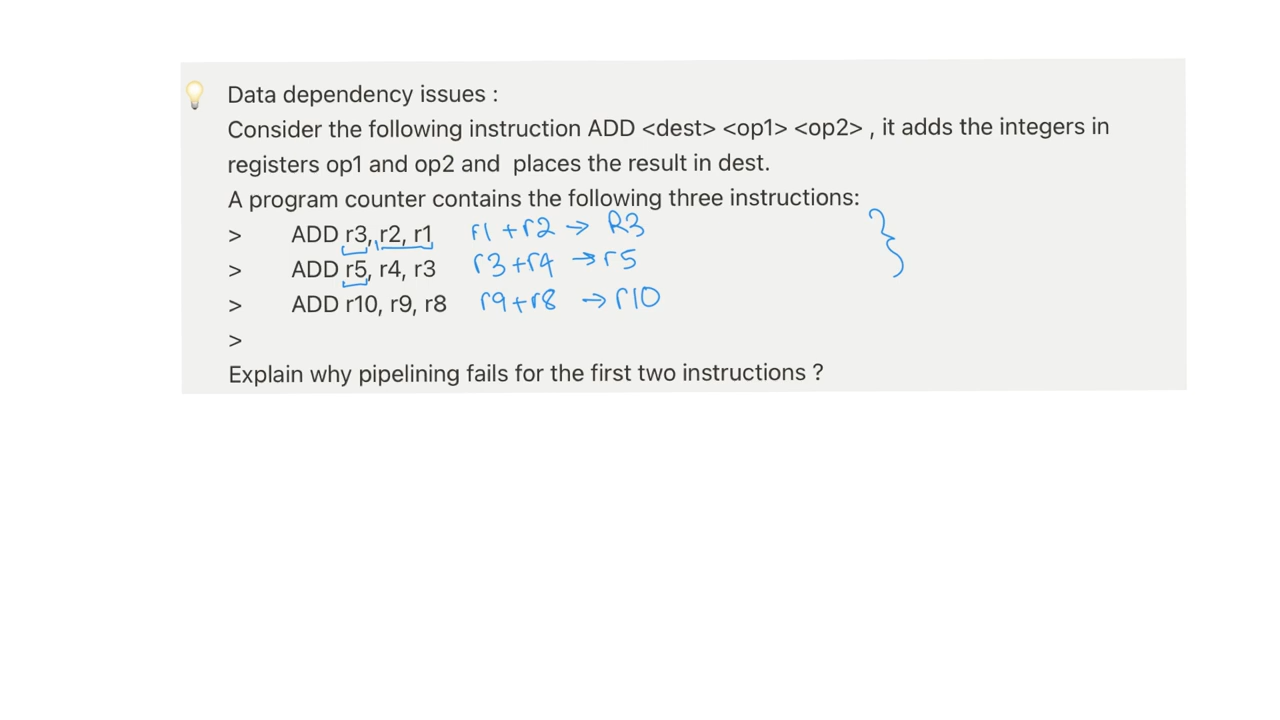 Data dependency issues :
Consider the following instruction ADD <dest> <op1> <op2> , it adds the integers in
registers op1 and op2 and places the result in dest.
A program counter contains the following three instructions:
> ADD r3, r2, r1 r1 + r2 → R3
> ADD r5, r4, r3 r3 + r4 → r5
> ADD r10, r9, r8 r9 + r8 → r10
>
Explain why pipelining fails for the first two instructions ?